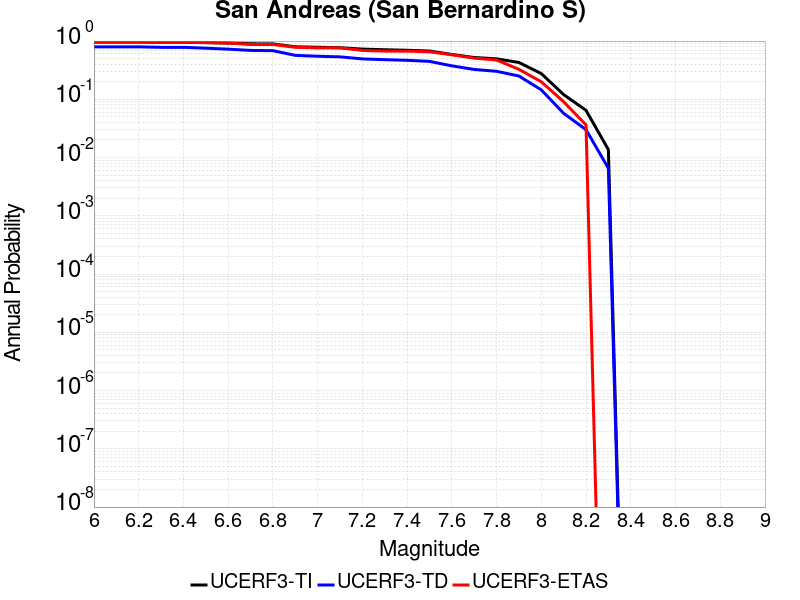 San Andreas (San Bernardino S)
10^0
10^-1
10^-2
10^-3
10^-4
10^-5
10^-6
10^-7
10^-8
Annual Probability
6 6.2 6.4 6.6 6.8 7 7.2 7.4 7.6 7.8 8 8.2 8.4 8.6 8.8 9
Magnitude
UCERF3-TI UCERF3-TD UCERF3-ETAS